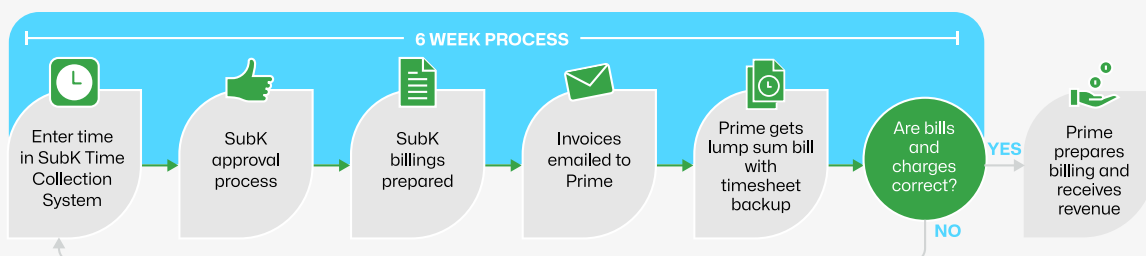 6 WEEK PROCESS
Enter time
in SubK Time
Collection
System
SubK
approval
process
SubK
billings
prepared
Invoices
emailed to
Prime
Prime gets
lump sum bill
with
timesheet
backup
Are bills
and
charges
correct?
YES
NO
Prime
prepares
billing and
receives
revenue